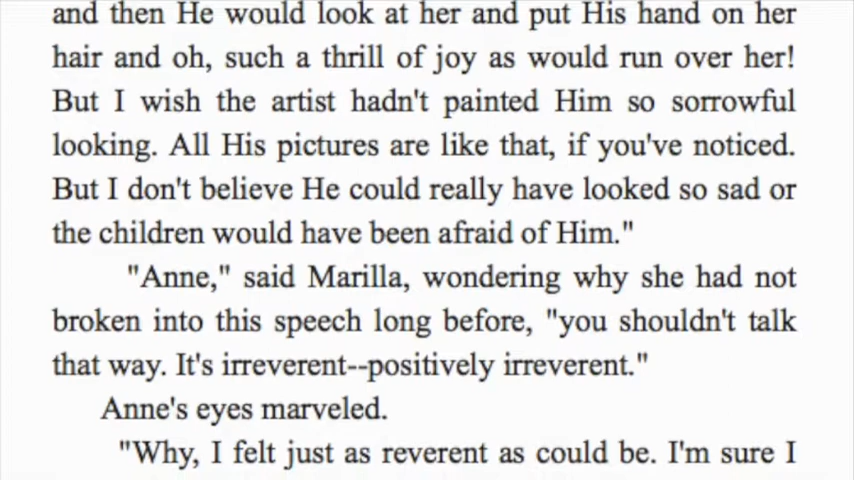 and then He would look at her and put His hand on her
hair and oh, such a thrill of joy as would run over her!
But I wish the artist hadn't painted Him so sorrowful
looking. All His pictures are like that, if you've noticed.
But I don't believe He could really have looked so sad or
the children would have been afraid of Him."
"Anne," said Marilla, wondering why she had not
broken into this speech long before, "you shouldn't talk
that way. It's irreverent--positively irreverent."
Anne's eyes marveled.
"Why, I felt just as reverent as could be. I'm sure I